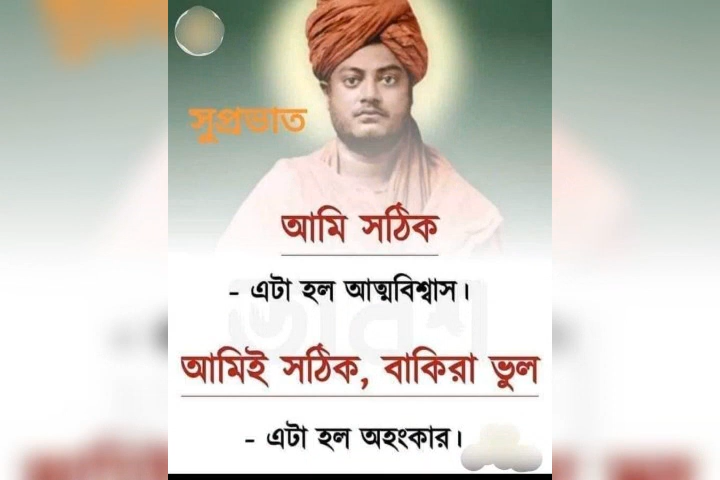 সুপ্রভাত
আমি সঠিক
- এটা হল আত্মবিশ্বাস।
আমিই সঠিক, বাকিরা ভুল
- এটা হল অহংকার।